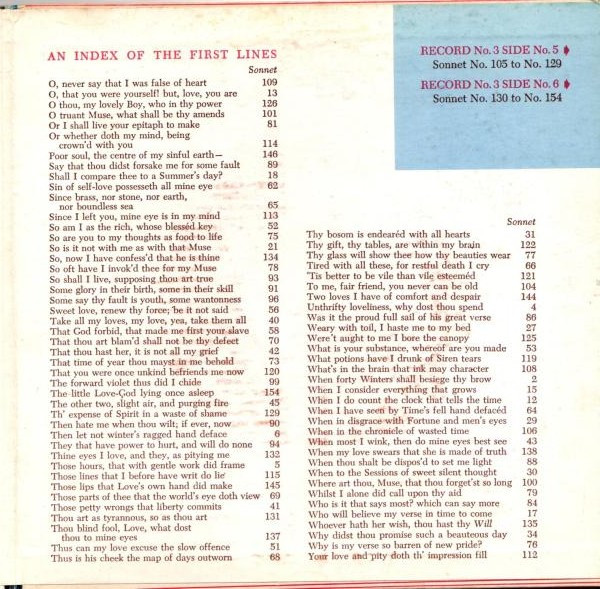 AN INDEX OF THE FIRST LINES
Sonnet
O, never say that I was false of heart 109
O, that you were yourself! but, love, you are 13
O thou, my lovely Boy, who in thy power 126
O truant Muse, what shall be thy amends 101
Or I shall live your epitaph to make 81
Or whether doth my mind, being
crown'd with you 114
Poor soul, the centre of my sinful earth— 146
Say that thou didst forsake me for some fault 89
Shall I compare thee to a Summer's day? 18
Sin of self-love possesseth all mine eye 62
Since brass, nor stone, nor earth,
nor boundless sea 65
Since I left you, mine eye is in my mind 113
So am I as the rich, whose blesséd key 52
So are you to my thoughts as food to life 75
So is it not with me as with that Muse 21
So, now I have confess'd that he is thine 134
So oft have I invok'd thee for my Muse 78
So shall I live, supposing thou art true 93
Some glory in their birth, some in their skill 91
Some say thy fault is youth, some wantonness 96
Sweet love, renew thy force; be it not said 56
Take all my loves, my love, yea, take them all 40
That God forbid, that made me first your slave 58
That thou art blam'd shall not be thy defect 70
That thou hast her, it is not all my grief 42
That time of year thou mayst in me behold 73
That you were once unkind befriends me now 120
The forward violet thus did I chide 99
The little Love-God lying once asleep 154
The other two, slight air, and purging fire 45
Th' expense of Spirit in a waste of shame 129
Then hate me when thou wilt; if ever, now 90
Then let not winter's ragged hand deface 6
They that have power to hurt, and will do none 94
Thine eyes I love, and they, as pitying me 132
Those hours, that with gentle work did frame 5
Those lines that I before have writ do lie 115
Those lips that Love's own hand did make 145
Those parts of thee that the world's eye doth view 69
Those petty wrongs that liberty commits 41
Thou art as tyrannous, so as thou art 131
Thou blind fool, Love, what dost
thou to mine eyes 137
Thus can my love excuse the slow offence 51
Thus is his cheek the map of days outworn 68
RECORD No. 3 SIDE No. 5
Sonnet No. 105 to No. 129
RECORD No. 3 SIDE No. 6
Sonnet No. 130 to No. 154
Sonnet
Thy bosom is endearéd with all hearts 31
Thy gift, thy tables, are within my brain 122
Thy glass will show thee how thy beauties wear 77
Tired with all these, for restful death I cry 66
'Tis better to be vile than vile esteeméd 121
To me, fair friend, you never can be old 104
Two loves I have of comfort and despair 144
Unthrifty loveliness, why dost thou spend 4
Was it the proud full sail of his great verse 86
Weary with toil, I haste me to my bed 27
Were't aught to me I bore the canopy 125
What is your substance, whereof are you made 53
What potions have I drunk of Siren tears 119
What's in the brain that ink may character 108
When forty Winters shall besiege thy brow 2
When I consider everything that grows 15
When I do count the clock that tells the time 12
When I have seen by Time's fell hand defacéd 64
When in disgrace with Fortune and men's eyes 29
When in the chronicle of wasted time 106
When most I wink, then do mine eyes best see 43
When my love swears that she is made of truth 138
When thou shalt be dispos'd to set me light 88
When to the Sessions of sweet silent thought 30
Where art thou, Muse, that thou forget'st so long 100
Whilst I alone did call upon thy aid 79
Who is it that says most? which can say more 84
Who will believe my verse in time to come 17
Whoever hath her wish, thou hast thy Will 135
Why didst thou promise such a beauteous day 34
Why is my verse so barren of new pride? 76
Your love and pity doth th' impression fill 112